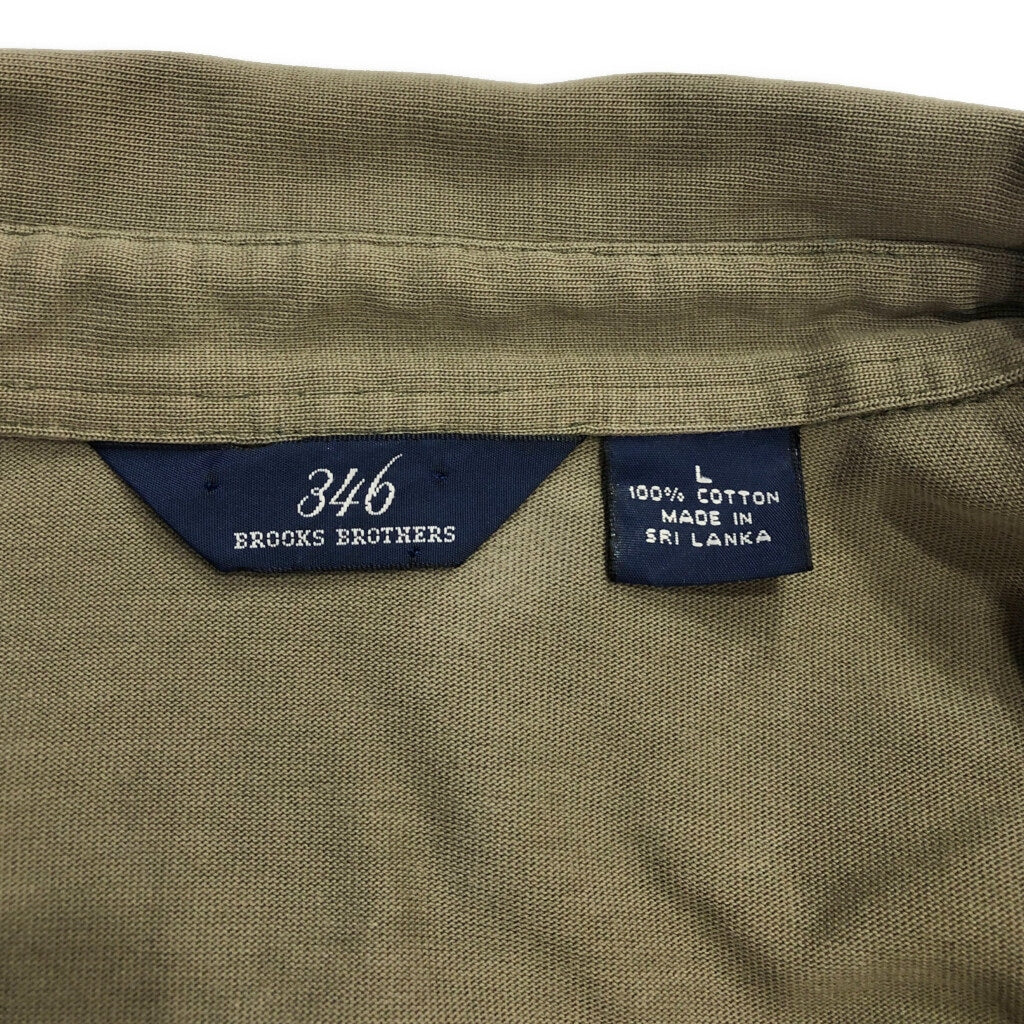 346
BROOKS BROTHERS
L
100% COTTON
MADE IN
SRI LANKA